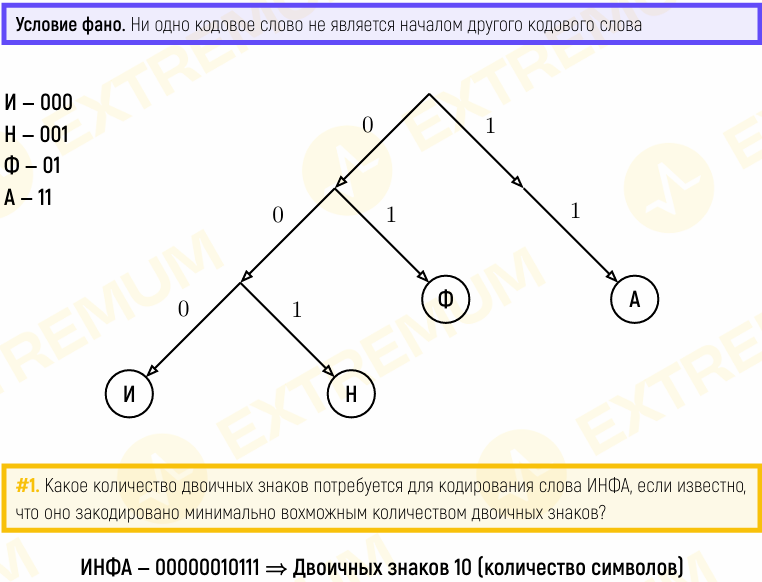 Условие фано. Ни одно кодовое слово не является началом другого кодового слова
И – 000
Н – 001
Ф – 01
А – 11
0
1
0
1
1
0
1
Ф
А
И
Н
#1. Какое количество двоичных знаков потребуется для кодирования слова ИНФА, если известно,
что оно закодировано минимально вохможным количеством двоичных знаков?
ИНФА – 00000010111 ⇒ Двоичных знаков 10 (количество символов)
EXTREMUM
EXTREMUM
EXTREMUM
EXTREMUM